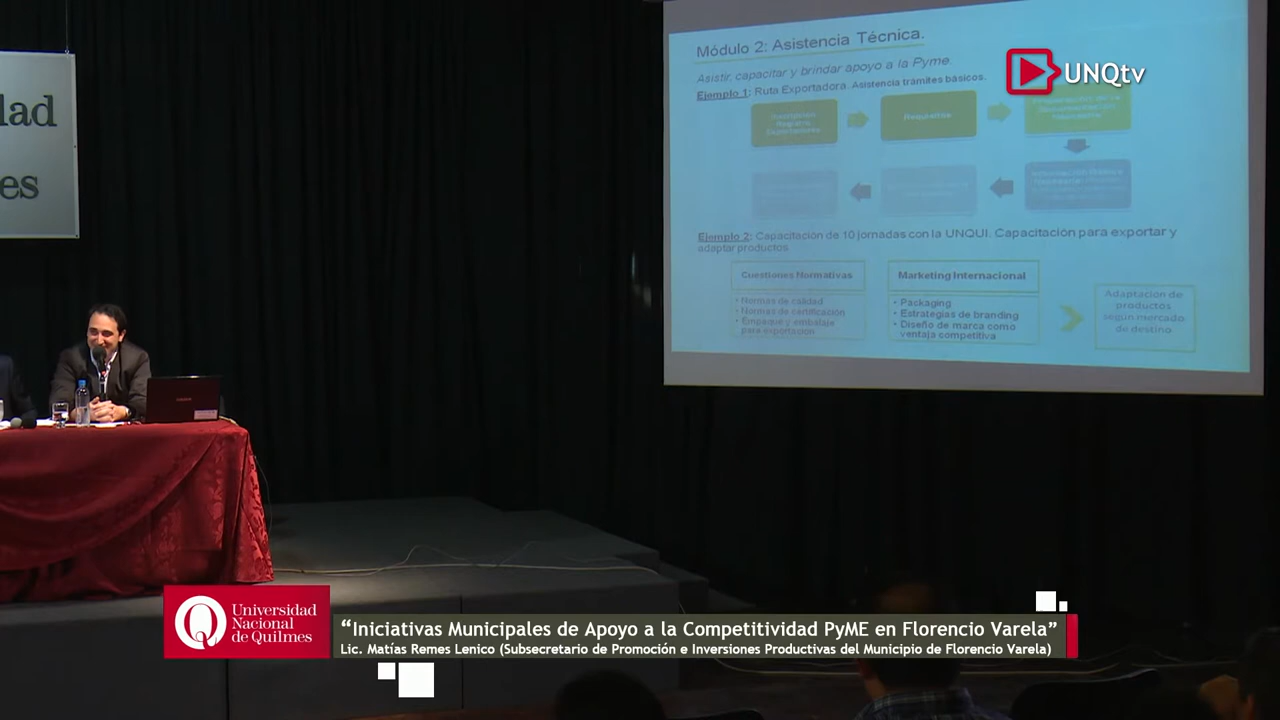 dad
es
Módulo 2: Asistencia Técnica.
Asistir, capacitar y brindar apoyo a la Pyme.
Ejemplo 1: Ruta Exportadora. Asistencia trámites básicos.
UNQtv
Requisitos
Ejemplo 2: Capacitación de 10 jornadas con la UNQUI. Capacitación para exportar y
adaptar productos
Cuestiones Normativas
• Normas de calidad
• Normas de certificación
• Empaque y embalaje
para exportación
Marketing Internacional
• Packaging
• Estrategias de branding
• Diseño de marca como
ventaja competitiva
Adaptación de
productos
según mercado
de destino
Universidad
Nacional
de Quilmes
“Iniciativas Municipales de Apoyo a la Competitividad PyME en Florencio Varela”
Lic. Matías Remes Lenico (Subsecretario de Promoción e Inversiones Productivas del Municipio de Florencio Varela)